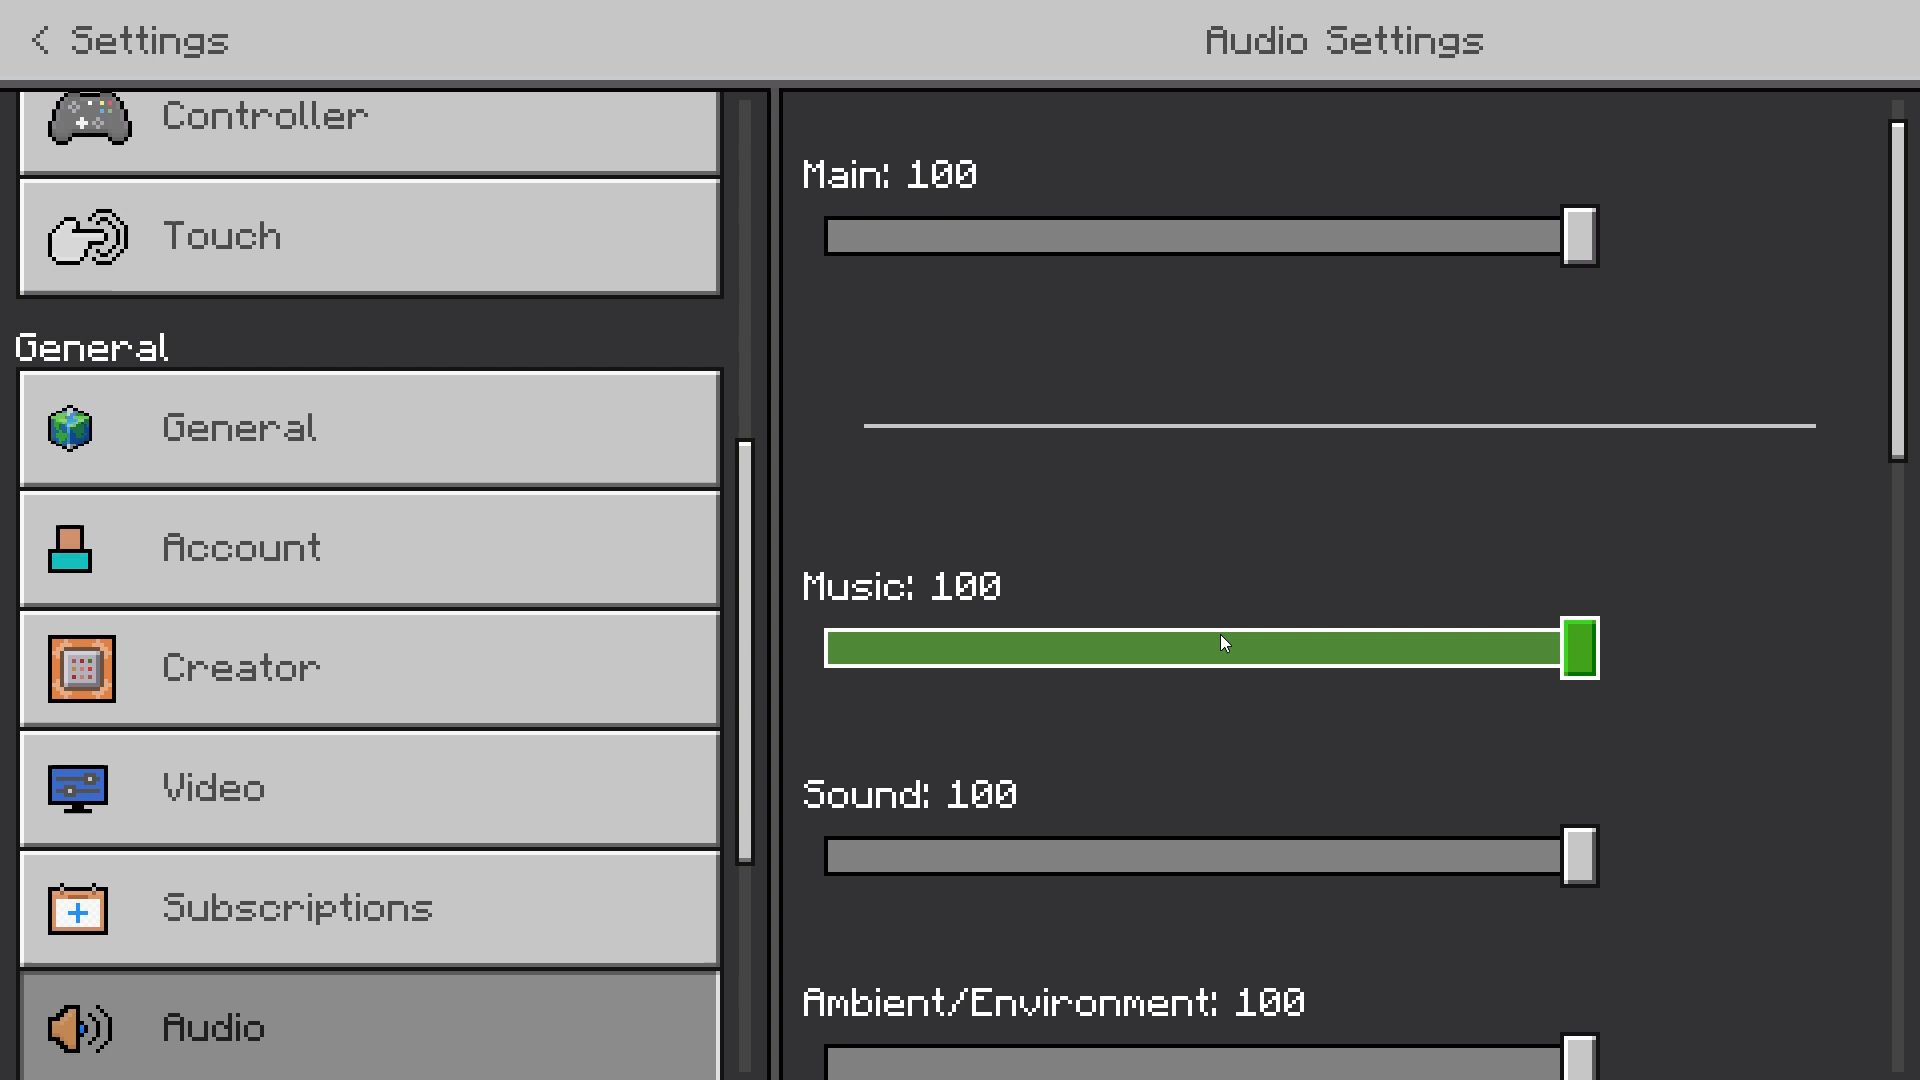 Settings
Audio Settings
Controller
Touch
General
General
Account
Creator
Video
Subscriptions
Audio
Main: 100
Music: 100
Sound: 100
Ambient/Environment: 100